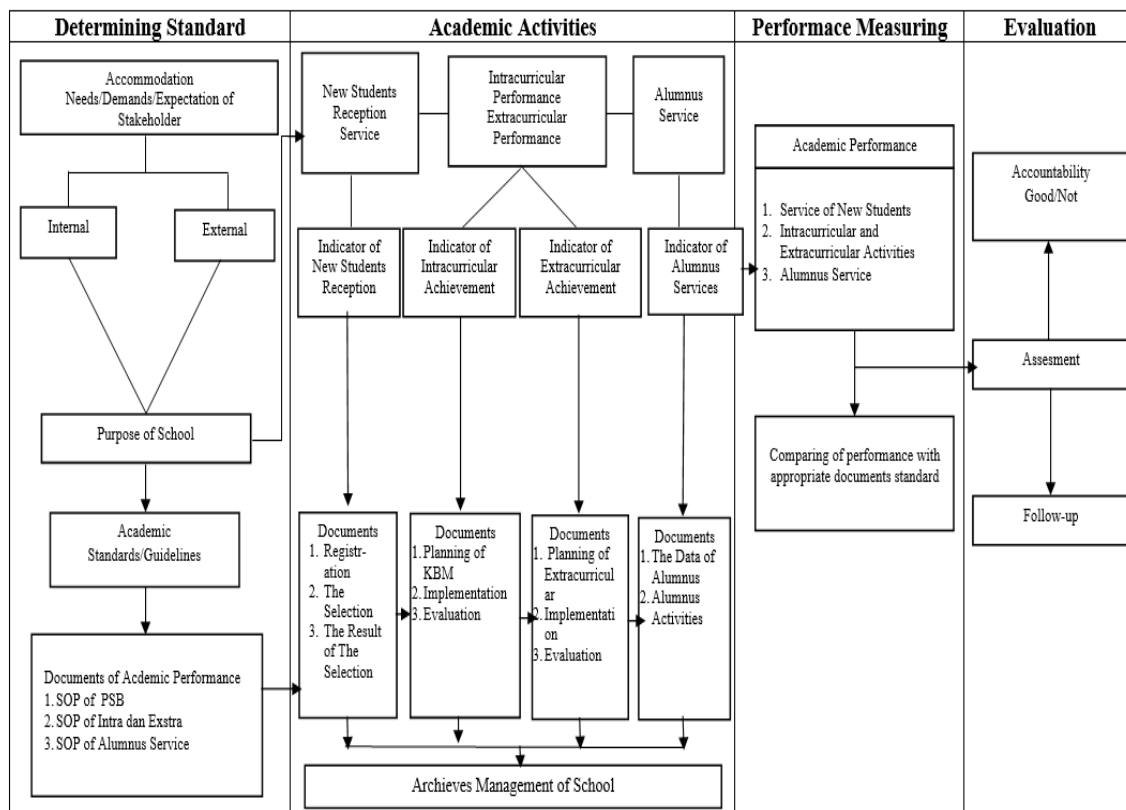 Determining Standard
Academic Activities
Performace Measuring
Evaluation
Accommodation
Needs/Demands/Expectation of
Stakeholder
Internal
External
Purpose of School
Academic
Standards/Guidelines
Documents of Acdemic Performance
1. SOP of PSB
2. SOP of Intra dan Exstra
3. SOP of Alumnus Service
New Students
Reception
Service
Intracurricular
Performance
Extracurricular
Performance
Alumnus
Service
Indicator of
New Students
Reception
Indicator of
Intracurricular
Achievement
Indicator of
Extracurricular
Achievement
Indicator of
Alumnus
Services
Documents
1. Registr-
ation
2. The
Selection
3. The Result
of The
Selection
Documents
1. Planning of
KBM
2. Implementation
3. Evaluation
Documents
1. Planning of
Extracurricul
ar
2. Implementati
on
3. Evaluation
Documents
1. The Data of
Alumnus
2. Alumnus
Activities
Archieves Management of School
Academic Performance
1. Service of New Students
2. Intracurricular and
Extracurricular Activities
3. Alumnus Service
Comparing of performance with
appropriate documents standard
Accountability
Good/Not
Assesment
Follow-up